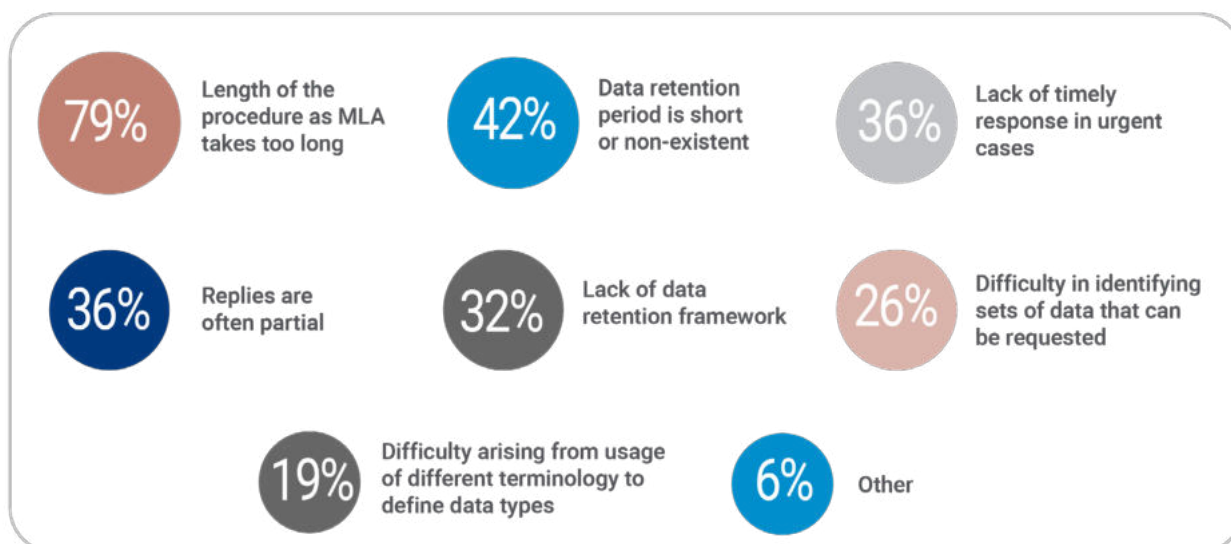 79%
Length of the
procedure as MLA
takes too long
42%
Data retention
period is short
or non-existent
36%
Lack of timely
response in urgent
cases
36%
Replies are
often partial
32%
Lack of data
retention framework
26%
Difficulty in identifying
sets of data that can
be requested
19%
Difficulty arising from usage
of different terminology to
define data types
6%
Other